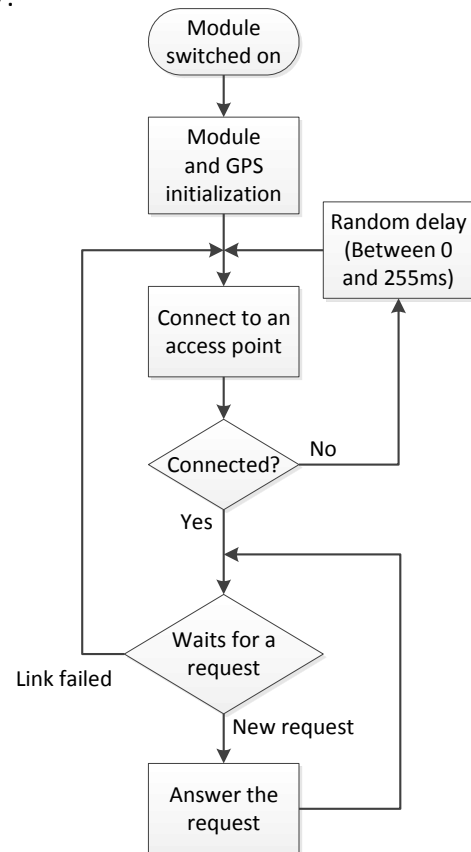 Module
switched on
Module
and GPS
initialization
Random delay
(Between 0
and 255ms)
Connect to an
access point
Connected?
No
Yes
Waits for a
request
Link failed
New request
Answer the
request